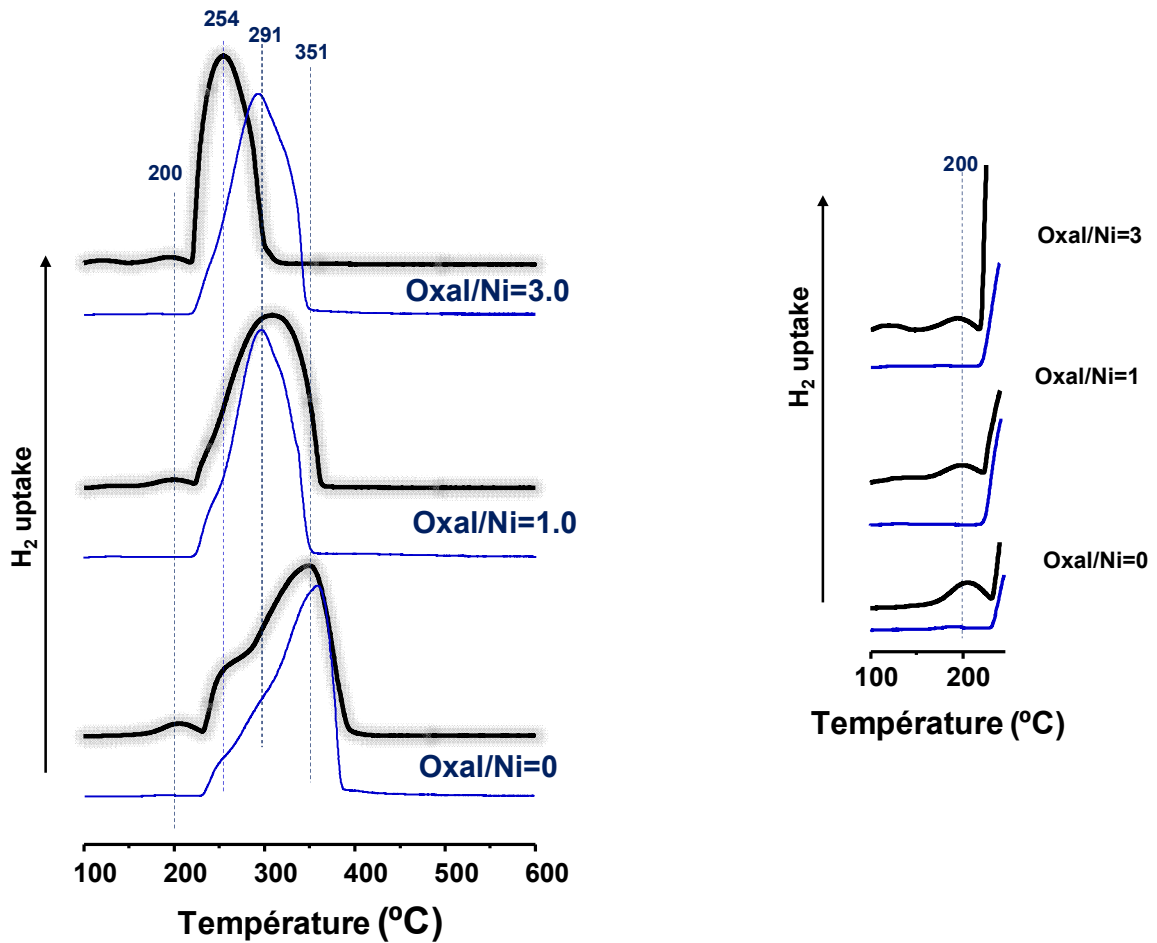 254
291
351
200
Oxal/Ni=3.0
Oxal/Ni=1.0
Oxal/Ni=0
H₂ uptake
100 200 300 400 500 600
Température (ºC)
200
Oxal/Ni=3
Oxal/Ni=1
Oxal/Ni=0
H₂ uptake
100 200
Température (ºC)